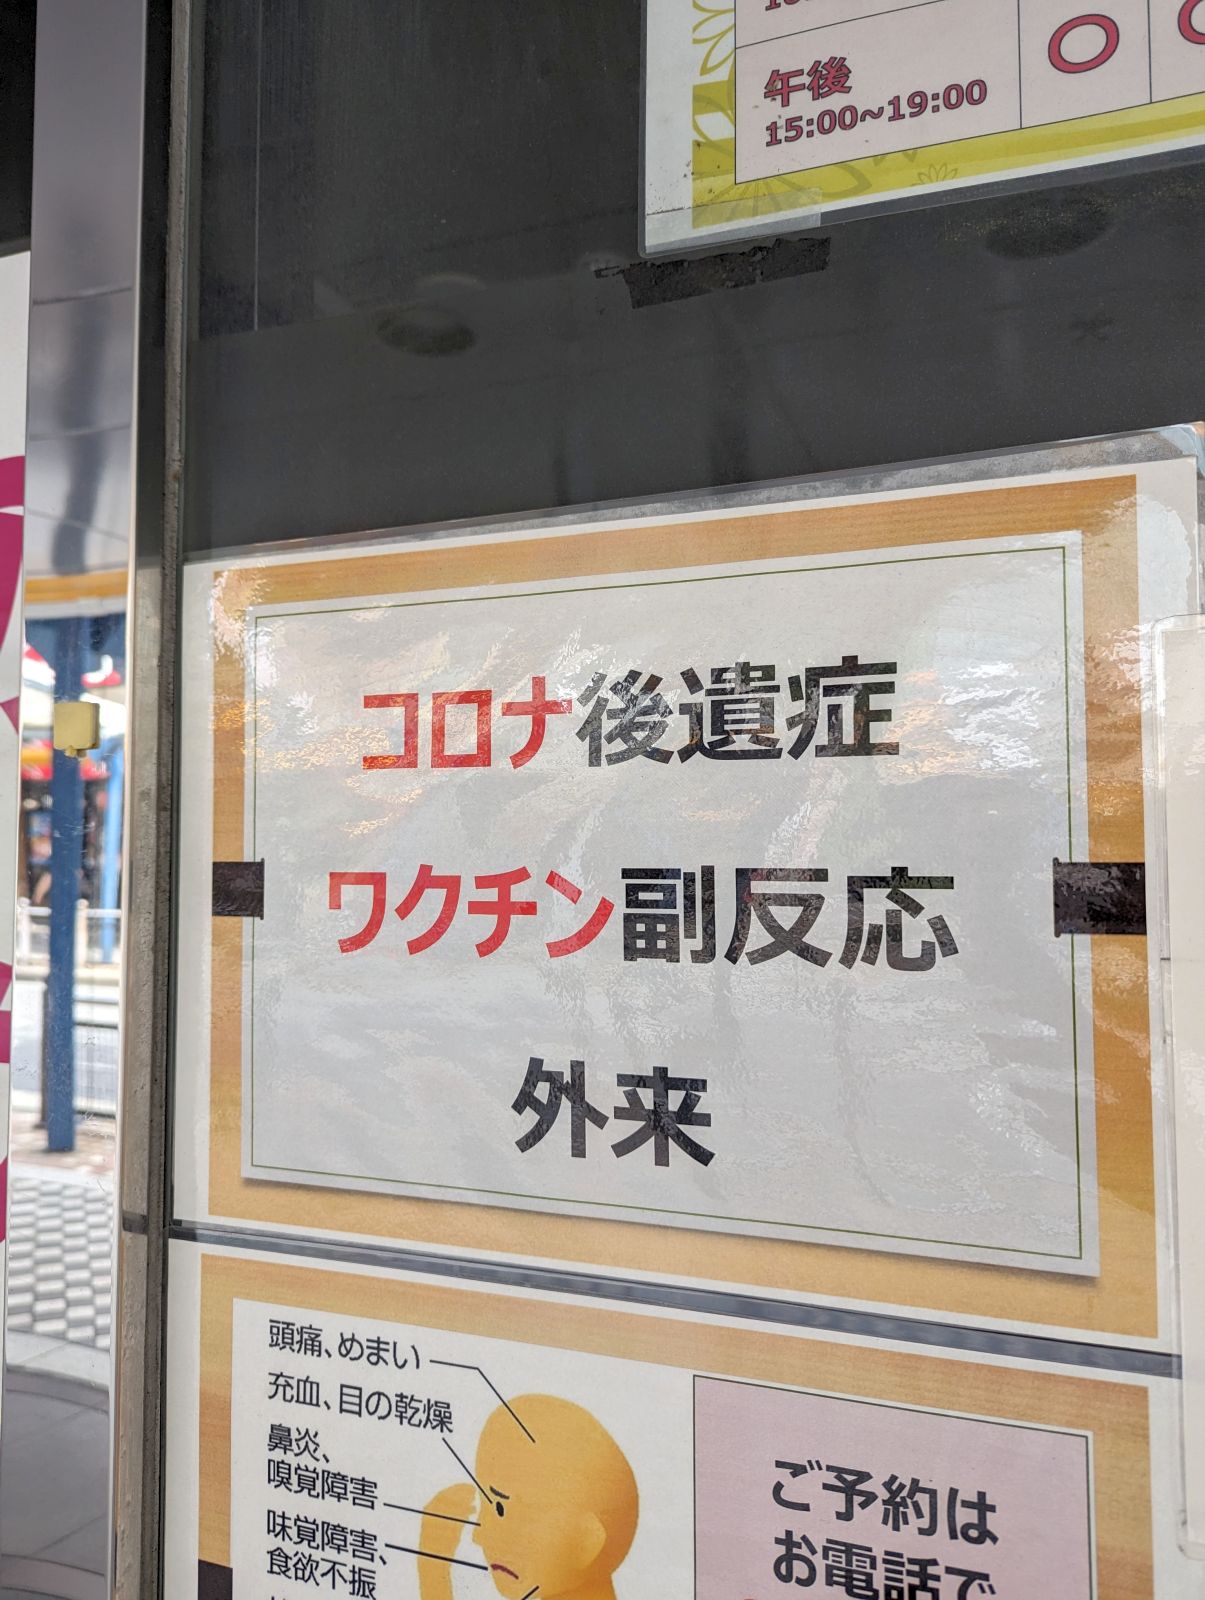 午後
15:00~19:00
コロナ後遺症
ワクチン副反応
外来
頭痛、めまい
充血、目の乾燥
鼻炎、
嗅覚障害
味覚障害、
食欲不振
ご予約は
お電話で